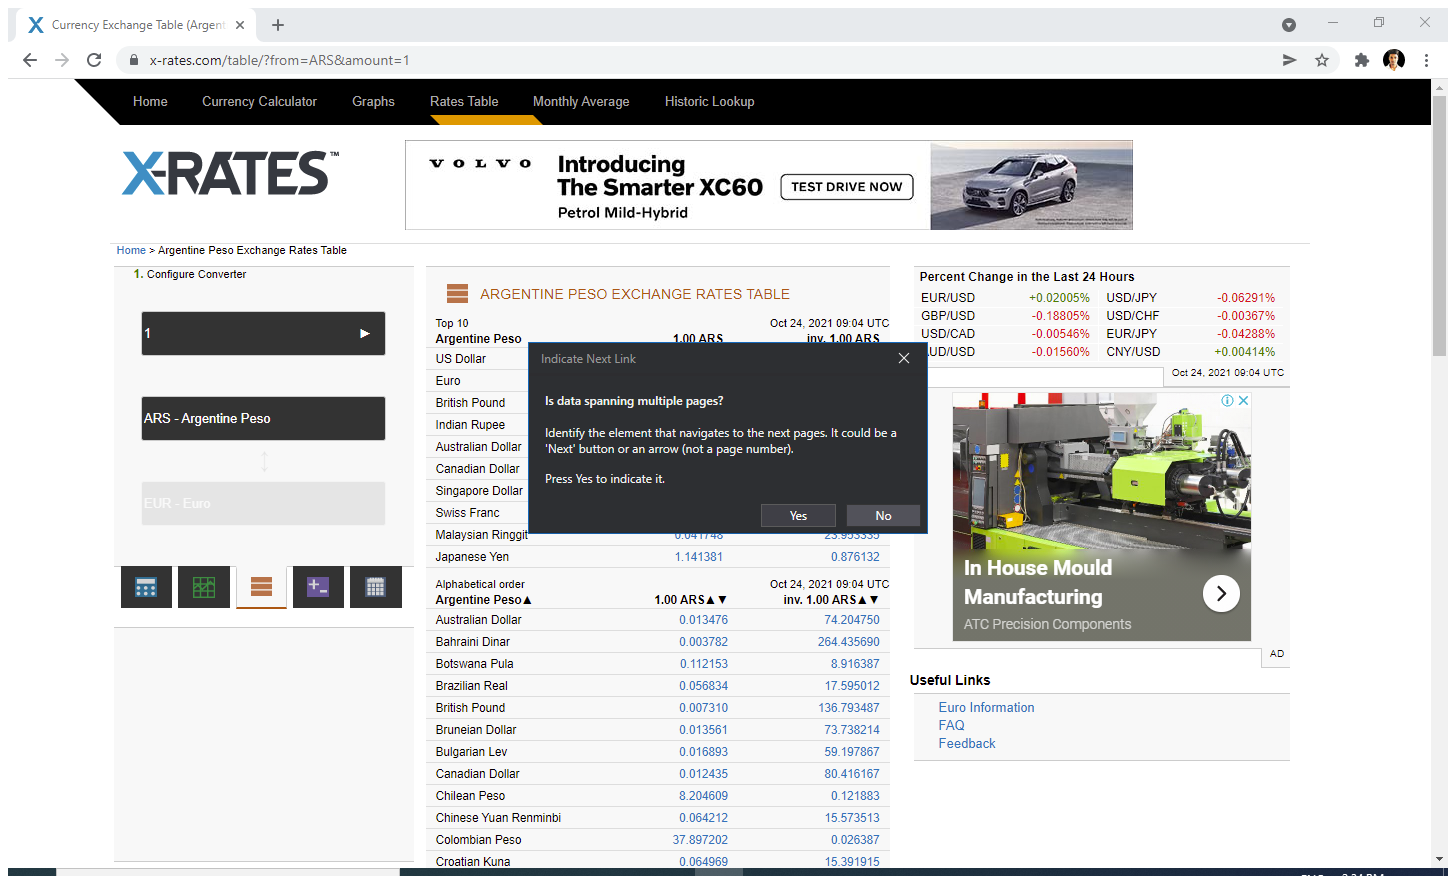 Currency Exchange Table (Argent
x-rates.com/table/?from=ARS&amount=1
Home Currency Calculator Graphs Rates Table Monthly Average Historic Lookup
X-RATES™
VOLVO
Introducing
The Smarter XC60
Petrol Mild-Hybrid
TEST DRIVE NOW
Home > Argentine Peso Exchange Rates Table
1. Configure Converter
1
ARS - Argentine Peso
EUR - Euro
ARGENTINE PESO EXCHANGE RATES TABLE
Top 10 Oct 24, 2021 09:04 UTC
Argentine Peso 1.00 ARS inv. 1.00 ARS
US Dollar
Euro
British Pound
Indian Rupee
Australian Dollar
Canadian Dollar
Singapore Dollar
Swiss Franc
Malaysian Ringgit 0.041748 23.953335
Japanese Yen 1.141381 0.876132
Indicate Next Link
Is data spanning multiple pages?
Identify the element that navigates to the next pages. It could be a
'Next' button or an arrow (not a page number).
Press Yes to indicate it.
Yes No
Alphabetical order Oct 24, 2021 09:04 UTC
Argentine Peso▲ 1.00 ARS▲▼ inv. 1.00 ARS▲▼
Australian Dollar 0.013476 74.204750
Bahraini Dinar 0.003782 264.435690
Botswana Pula 0.112153 8.916387
Brazilian Real 0.056834 17.595012
British Pound 0.007310 136.793487
Bruneian Dollar 0.013561 73.738214
Bulgarian Lev 0.016893 59.197867
Canadian Dollar 0.012435 80.416167
Chilean Peso 8.204609 0.121883
Chinese Yuan Renminbi 0.064212 15.573513
Colombian Peso 37.897202 0.026387
Croatian Kuna 0.064969 15.391915
Percent Change in the Last 24 Hours
EUR/USD +0.02005% USD/JPY -0.06291%
GBP/USD -0.18805% USD/CHF -0.00367%
USD/CAD -0.00546% EUR/JPY -0.04288%
AUD/USD -0.01560% CNY/USD +0.00414%
Oct 24, 2021 09:04 UTC
In House Mould
Manufacturing
ATC Precision Components
AD
Useful Links
Euro Information
FAQ
Feedback